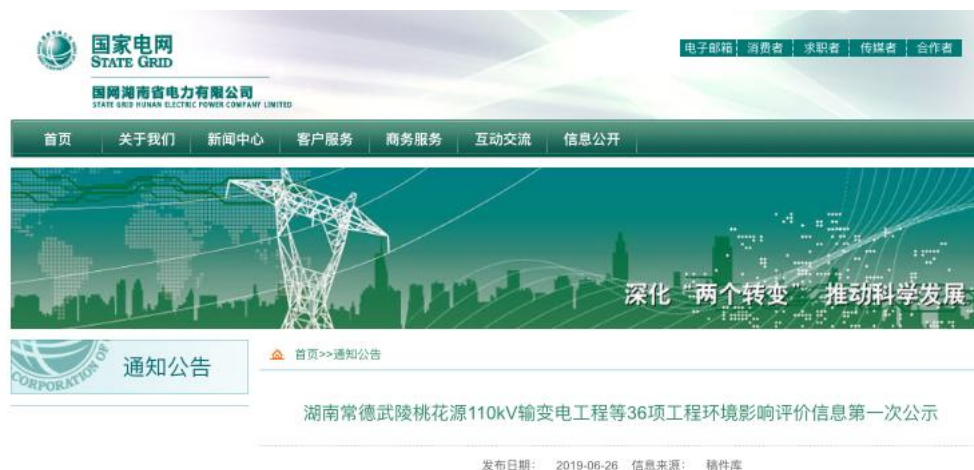 国家电网
STATE GRID
电子邮箱 消费者 求职者 传媒者 合作者
国网湖南省电力有限公司
STATE GRID HUNAN ELECTRIC POWER COMPANY LIMITED
首页 关于我们 新闻中心 客户服务 商务服务 互动交流 信息公开
深化“两个转变” 推动科学发展
CORPORATION OF
通知公告
首页>>通知公告
湖南常德武陵桃花源110kV输变电工程等36项工程环境影响评价信息第一次公示
发布日期： 2019-06-26 信息来源： 稿件库